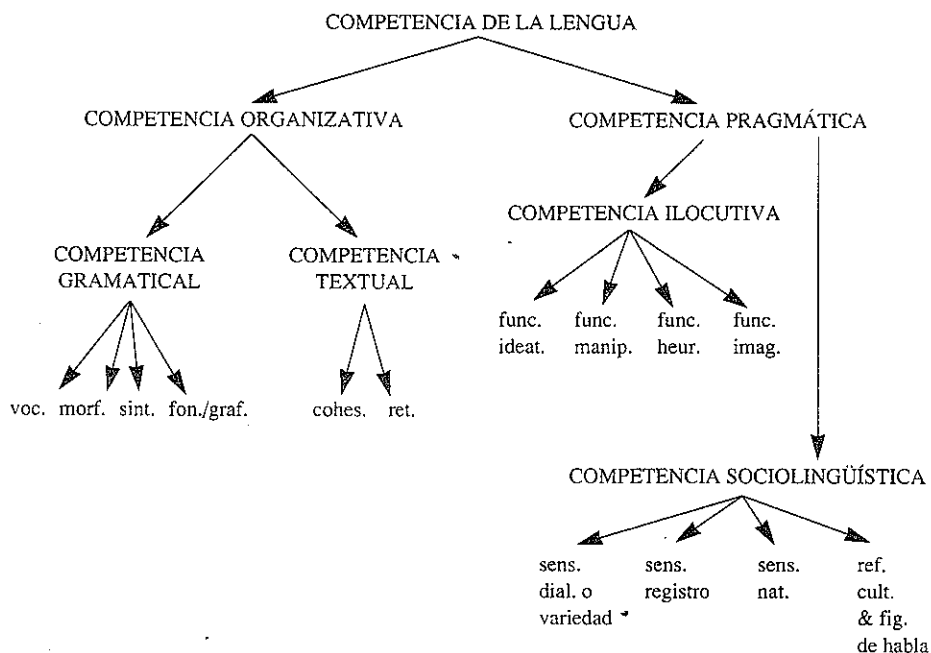 COMPETENCIA DE LA LENGUA
COMPETENCIA ORGANIZATIVA
COMPETENCIA PRAGMÁTICA
COMPETENCIA ILOCUTIVA
COMPETENCIA
GRAMATICAL
COMPETENCIA
TEXTUAL
func.
ideat.
func.
manip.
func.
heur.
func.
imag.
voc. morf. sint. fon./graf.
cohes. ret.
COMPETENCIA SOCIOLINGÜÍSTICA
sens.
dial. o
variedad
sens.
registro
sens.
nat.
ref.
cult.
& fig.
de habla